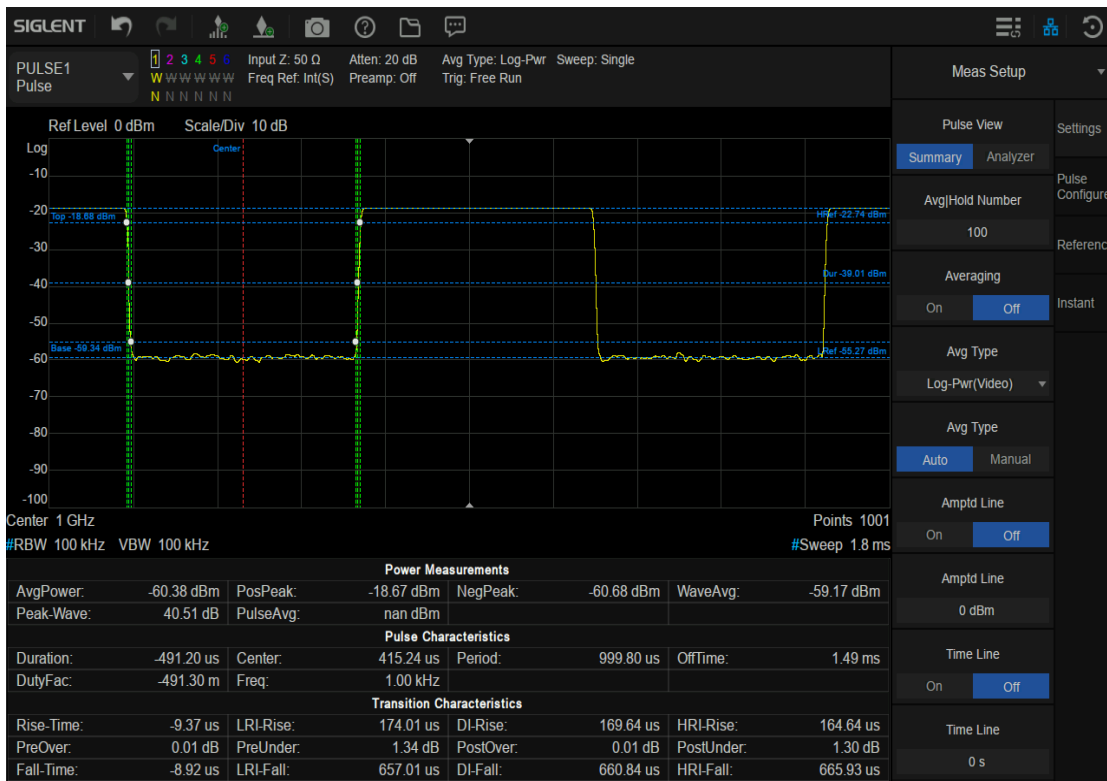 SIGLENT
PULSE1
Pulse
1 2 3 4 5 6
W W W W W W
N N N N N N
Input Z: 50 Ω
Freq Ref: Int(S)
Atten: 20 dB
Preamp: Off
Avg Type: Log-Pwr
Trig: Free Run
Sweep: Single
Ref Level 0 dBm Scale/Div 10 dB
Log
Center
-10
-20
-30
-40
-50
-60
-70
-80
-90
-100
Top -18.68 dBm
HRef -22.74 dBm
Dur -39.01 dBm
Base -59.34 dBm
LRef -55.27 dBm
Center 1 GHz
Points 1001
#RBW 100 kHz VBW 100 kHz
#Sweep 1.8 ms
Power Measurements
AvgPower: -60.38 dBm PosPeak: -18.67 dBm NegPeak: -60.68 dBm WaveAvg: -59.17 dBm
Peak-Wave: 40.51 dB PulseAvg: nan dBm
Pulse Characteristics
Duration: -491.20 us Center: 415.24 us Period: 999.80 us OffTime: 1.49 ms
DutyFac: -491.30 m Freq: 1.00 kHz
Transition Characteristics
Rise-Time: -9.37 us LRI-Rise: 174.01 us DI-Rise: 169.64 us HRI-Rise: 164.64 us
PreOver: 0.01 dB PreUnder: 1.34 dB PostOver: 0.01 dB PostUnder: 1.30 dB
Fall-Time: -8.92 us LRI-Fall: 657.01 us DI-Fall: 660.84 us HRI-Fall: 665.93 us
Meas Setup
Pulse View
Summary Analyzer
Avg|Hold Number
100
Averaging
On Off
Avg Type
Log-Pwr(Video)
Avg Type
Auto Manual
Amptd Line
On Off
Amptd Line
0 dBm
Time Line
On Off
Time Line
0 s
Settings
Pulse
Configure
Referenc
Instant